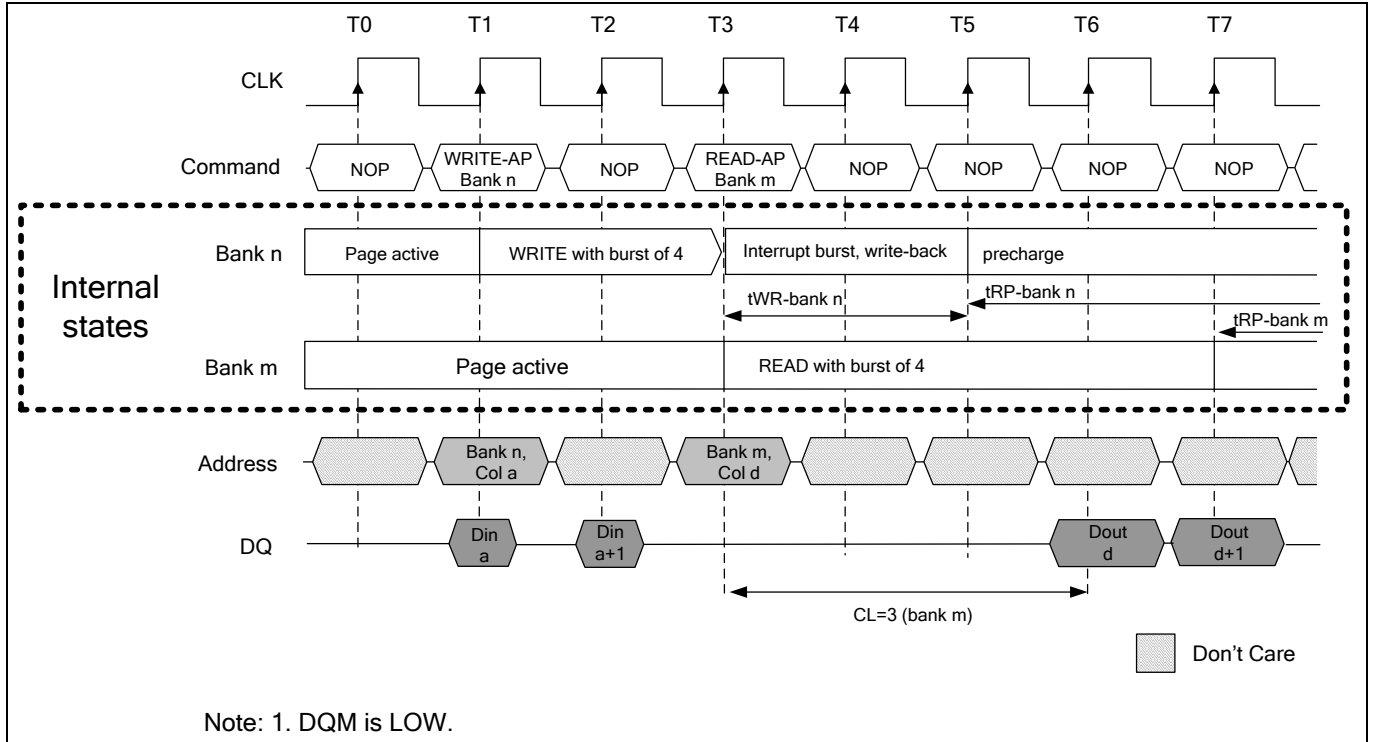 T0 T1 T2 T3 T4 T5 T6 T7
CLK
Command NOP WRITE-AP Bank n NOP READ-AP Bank m NOP NOP NOP NOP
Internal states
Bank n Page active WRITE with burst of 4 Interrupt burst, write-back precharge
tWR-bank n tRP-bank n
tRP-bank m
Bank m Page active READ with burst of 4
Address Bank n, Col a Bank m, Col d
DQ Din a Din a+1 Dout d Dout d+1
CL=3 (bank m)
Don't Care
Note: 1. DQM is LOW.